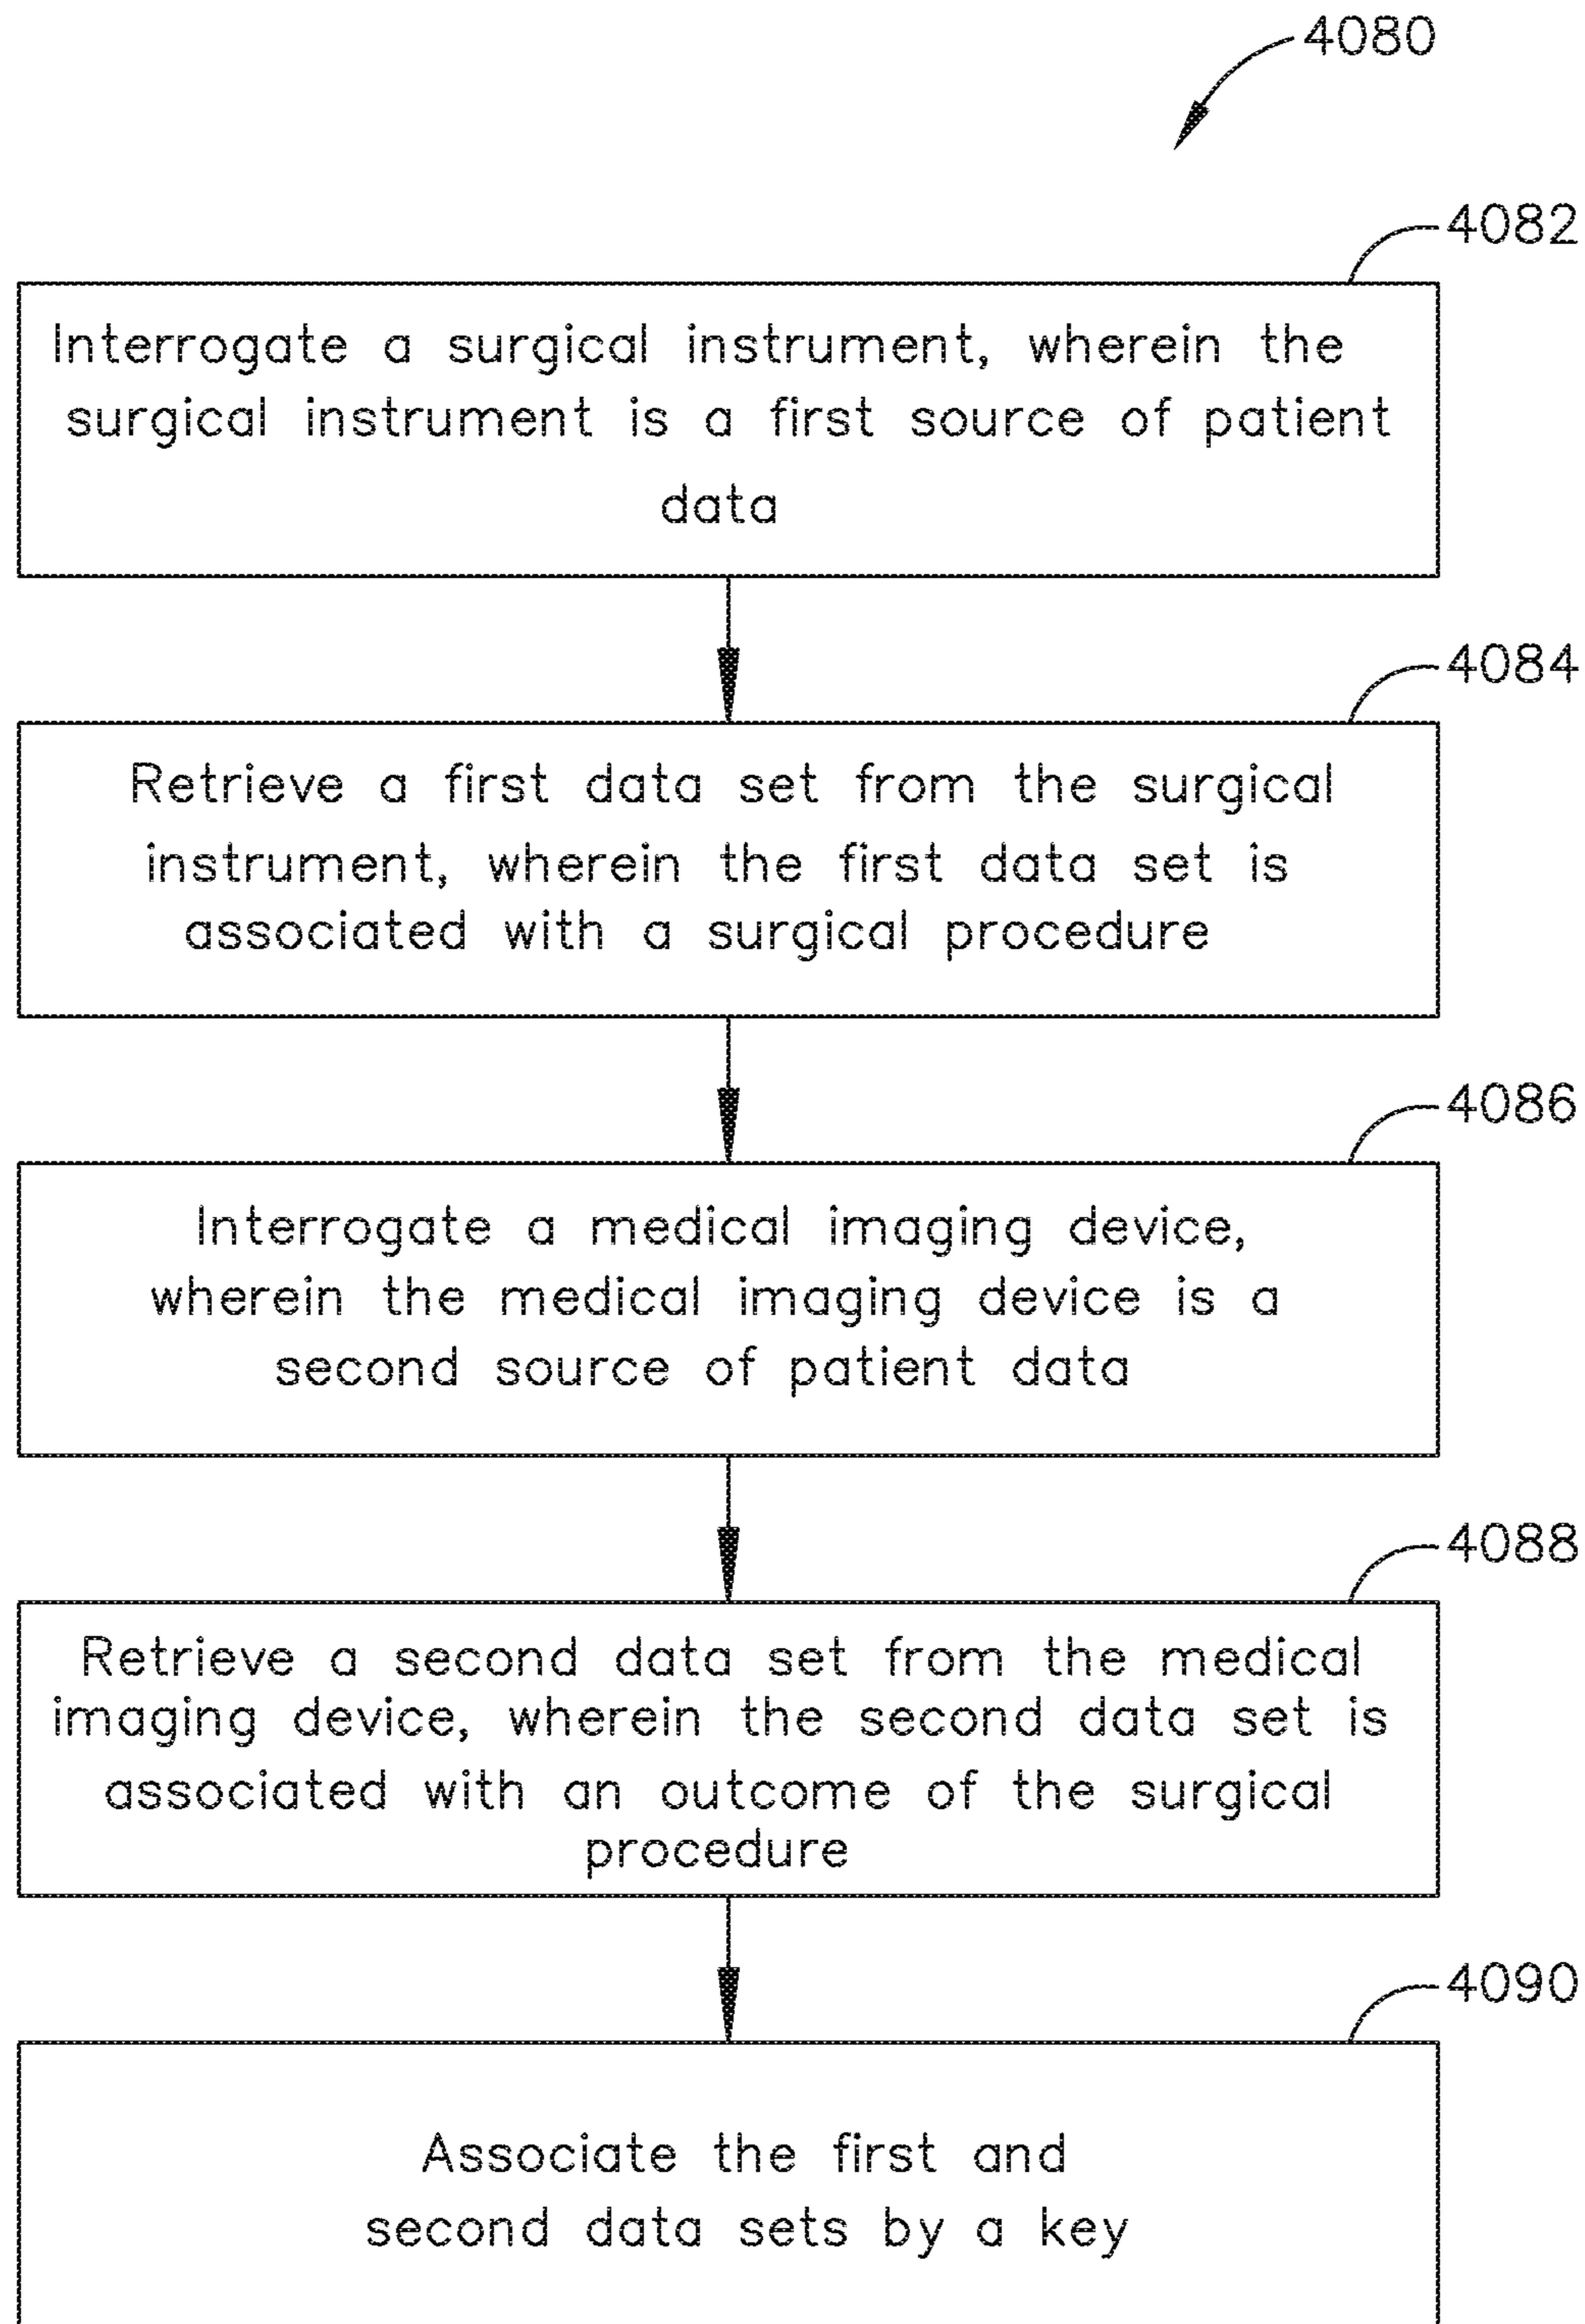 4080
4082
Interrogate a surgical instrument, wherein the
surgical instrument is a first source of patient
data
4084
Retrieve a first data set from the surgical
instrument, wherein the first data set is
associated with a surgical procedure
4086
Interrogate a medical imaging device,
wherein the medical imaging device is a
second source of patient data
4088
Retrieve a second data set from the medical
imaging device, wherein the second data set is
associated with an outcome of the surgical
procedure
4090
Associate the first and
second data sets by a key